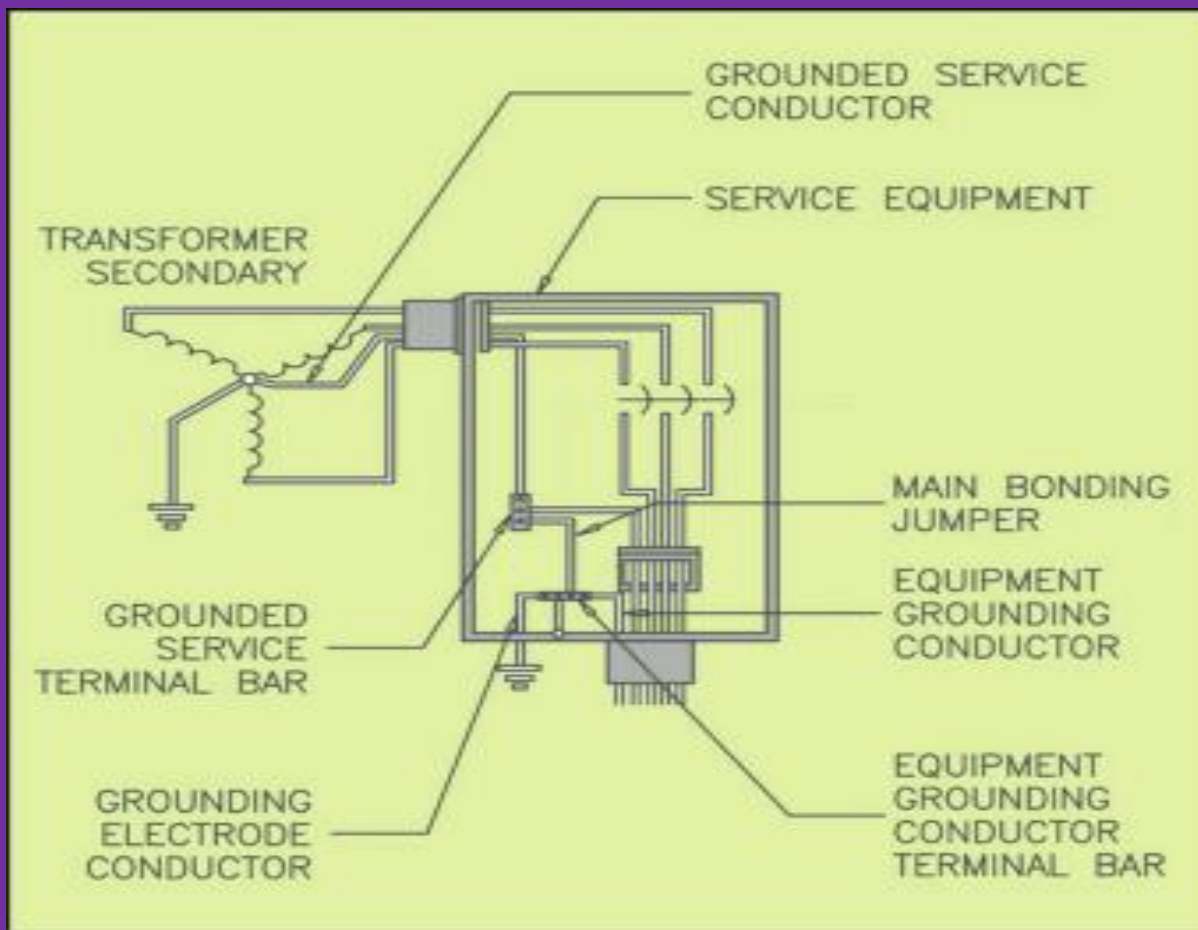 GROUNDED SERVICE
CONDUCTOR
SERVICE EQUIPMENT
TRANSFORMER
SECONDARY
MAIN BONDING
JUMPER
EQUIPMENT
GROUNDING
CONDUCTOR
GROUNDED
SERVICE
TERMINAL BAR
EQUIPMENT
GROUNDING
CONDUCTOR
TERMINAL BAR
GROUNDING
ELECTRODE
CONDUCTOR